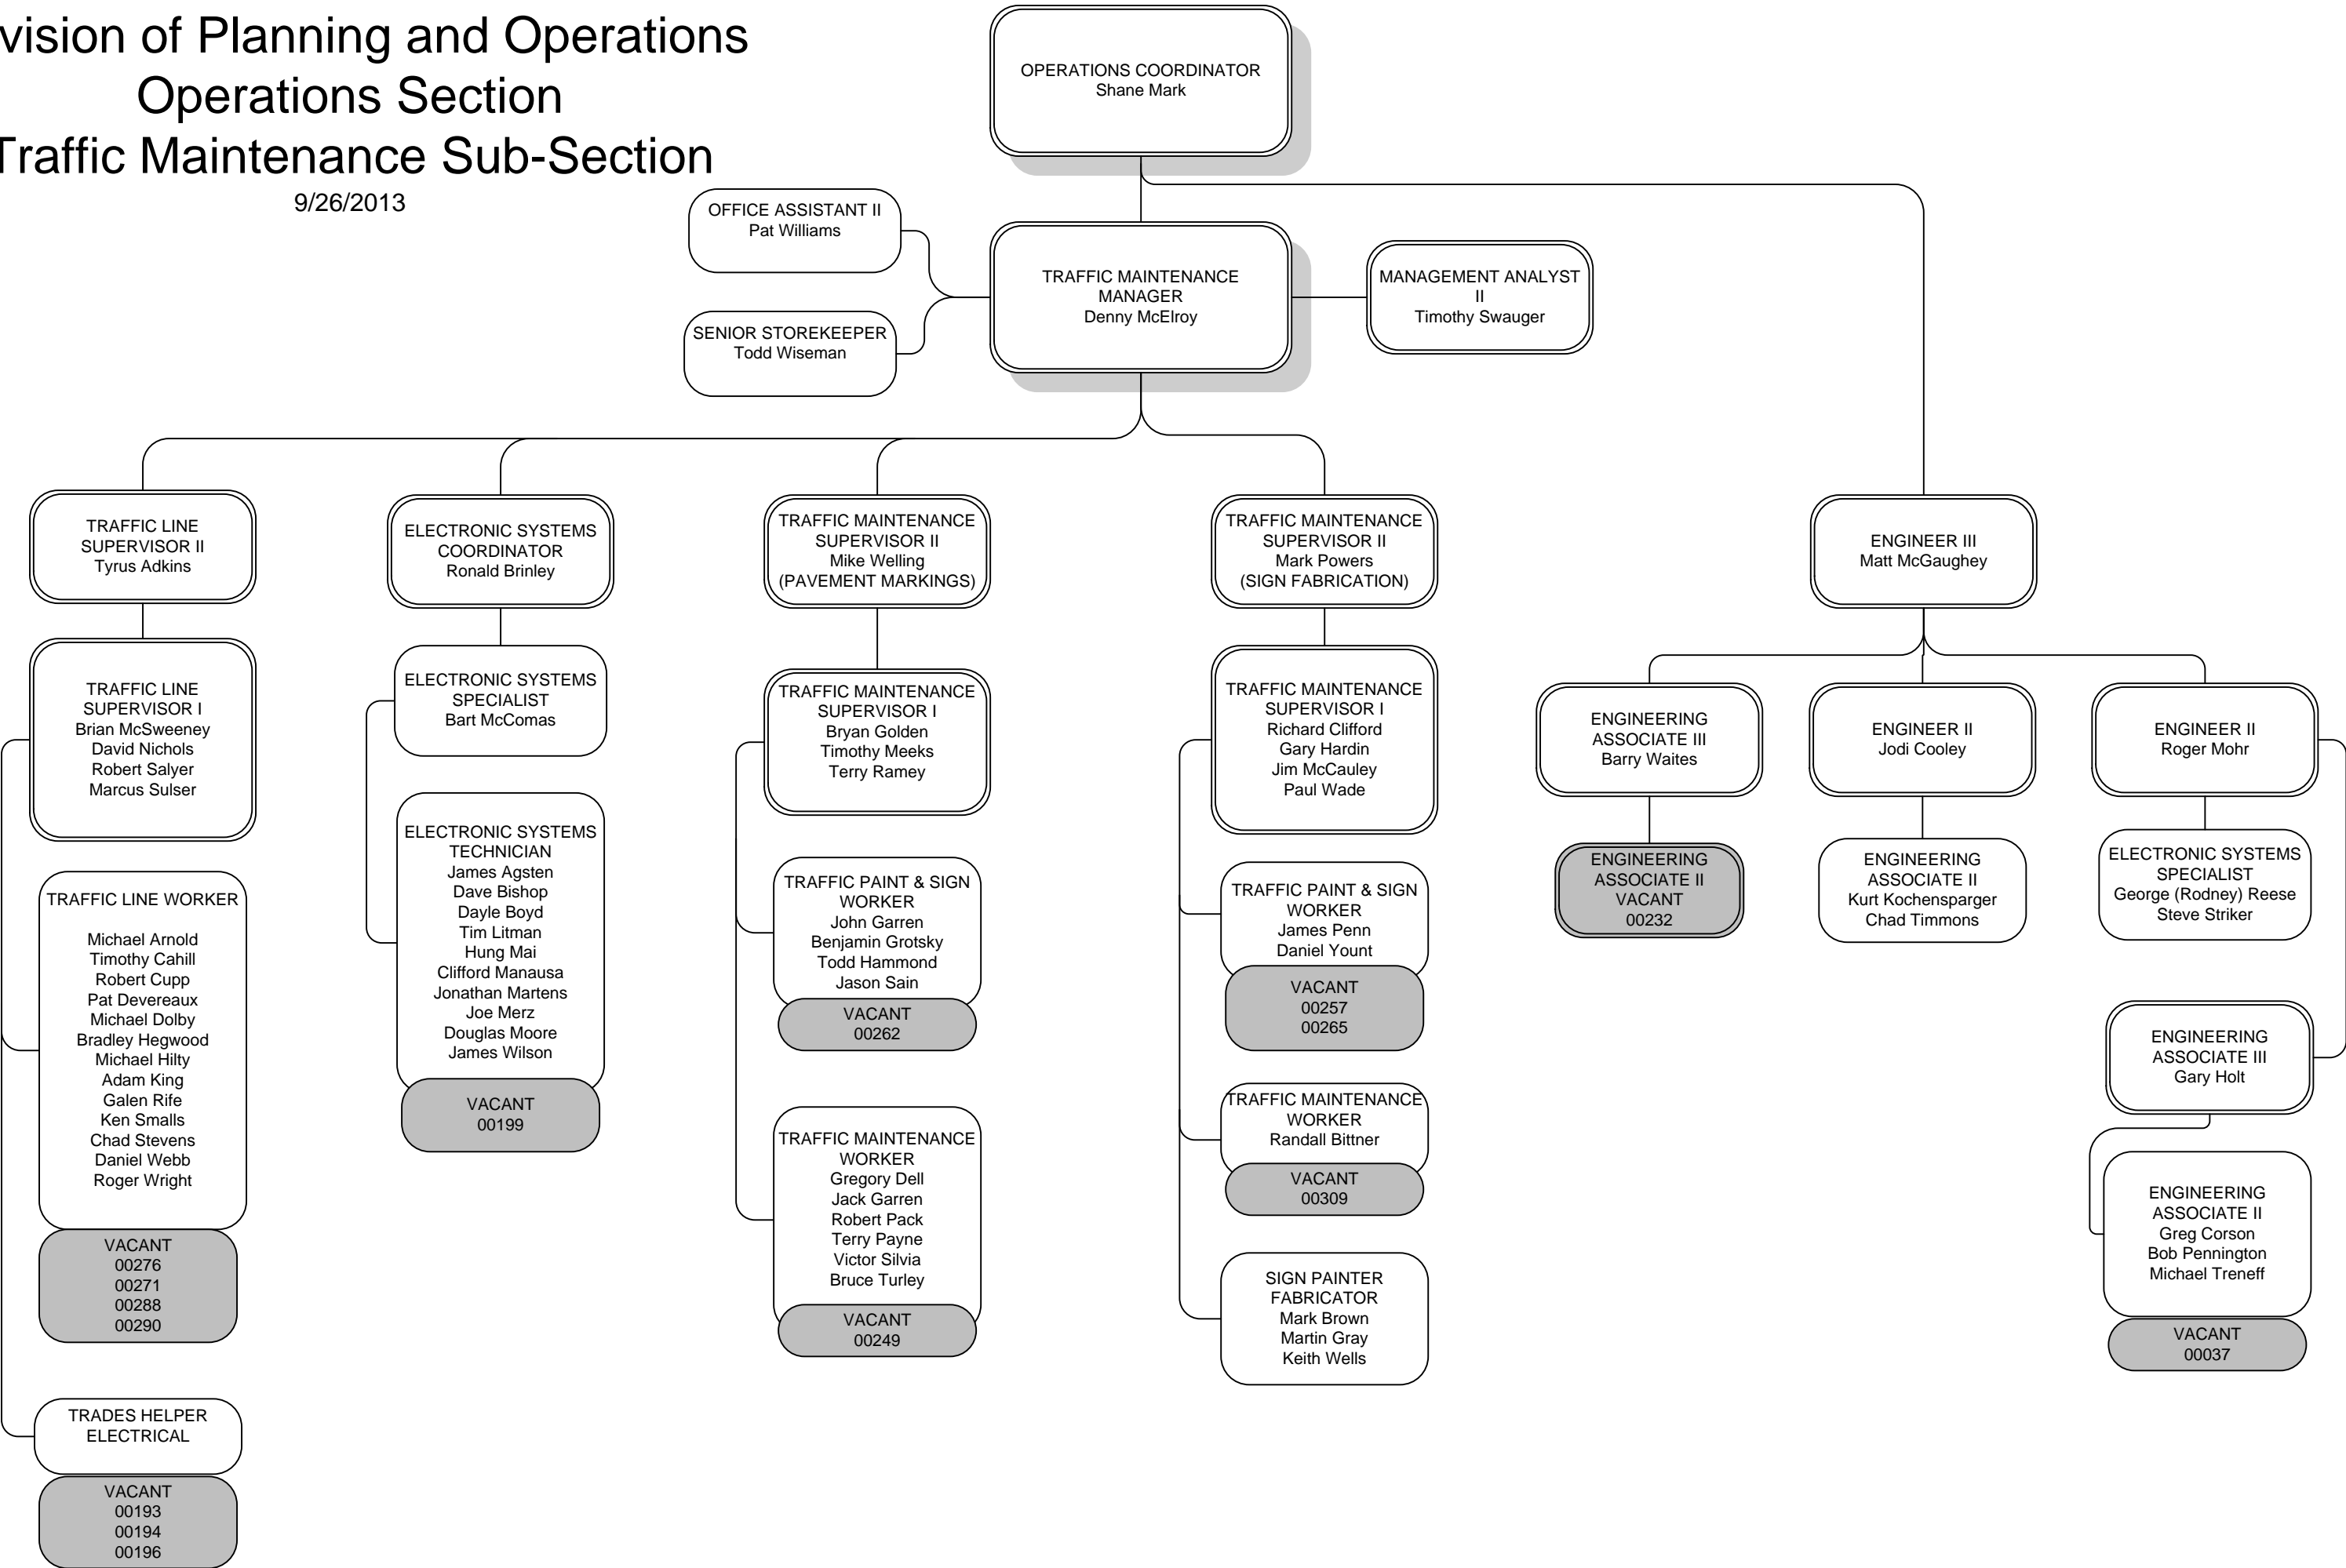 vision of Planning and Operations
Operations Section
Traffic Maintenance Sub-Section
9/26/2013
OPERATIONS COORDINATOR
Shane Mark
OFFICE ASSISTANT II
Pat Williams
SENIOR STOREKEEPER
Todd Wiseman
TRAFFIC MAINTENANCE
MANAGER
Denny McElroy
MANAGEMENT ANALYST
II
Timothy Swauger
TRAFFIC LINE
SUPERVISOR II
Tyrus Adkins
TRAFFIC LINE
SUPERVISOR I
Brian McSweeney
David Nichols
Robert Salyer
Marcus Sulser
TRAFFIC LINE WORKER
Michael Arnold
Timothy Cahill
Robert Cupp
Pat Devereaux
Michael Dolby
Bradley Hegwood
Michael Hilty
Adam King
Galen Rife
Ken Smalls
Chad Stevens
Daniel Webb
Roger Wright
VACANT
00276
00271
00288
00290
TRADES HELPER
ELECTRICAL
VACANT
00193
00194
00196
ELECTRONIC SYSTEMS
COORDINATOR
Ronald Brinley
ELECTRONIC SYSTEMS
SPECIALIST
Bart McComas
ELECTRONIC SYSTEMS
TECHNICIAN
James Agsten
Dave Bishop
Dayle Boyd
Tim Litman
Hung Mai
Clifford Manausa
Jonathan Martens
Joe Merz
Douglas Moore
James Wilson
VACANT
00199
TRAFFIC MAINTENANCE
SUPERVISOR II
Mike Welling
(PAVEMENT MARKINGS)
TRAFFIC MAINTENANCE
SUPERVISOR I
Bryan Golden
Timothy Meeks
Terry Ramey
TRAFFIC PAINT & SIGN
WORKER
John Garren
Benjamin Grotsky
Todd Hammond
Jason Sain
VACANT
00262
TRAFFIC MAINTENANCE
WORKER
Gregory Dell
Jack Garren
Robert Pack
Terry Payne
Victor Silvia
Bruce Turley
VACANT
00249
TRAFFIC MAINTENANCE
SUPERVISOR II
Mark Powers
(SIGN FABRICATION)
TRAFFIC MAINTENANCE
SUPERVISOR I
Richard Clifford
Gary Hardin
Jim McCauley
Paul Wade
TRAFFIC PAINT & SIGN
WORKER
James Penn
Daniel Yount
VACANT
00257
00265
TRAFFIC MAINTENANCE
WORKER
Randall Bittner
VACANT
00309
SIGN PAINTER
FABRICATOR
Mark Brown
Martin Gray
Keith Wells
ENGINEER III
Matt McGaughey
ENGINEERING
ASSOCIATE III
Barry Waites
ENGINEERING
ASSOCIATE II
VACANT
00232
ENGINEER II
Jodi Cooley
ENGINEERING
ASSOCIATE II
Kurt Kochensparger
Chad Timmons
ENGINEER II
Roger Mohr
ELECTRONIC SYSTEMS
SPECIALIST
George (Rodney) Reese
Steve Striker
ENGINEERING
ASSOCIATE III
Gary Holt
ENGINEERING
ASSOCIATE II
Greg Corson
Bob Pennington
Michael Treneff
VACANT
00037